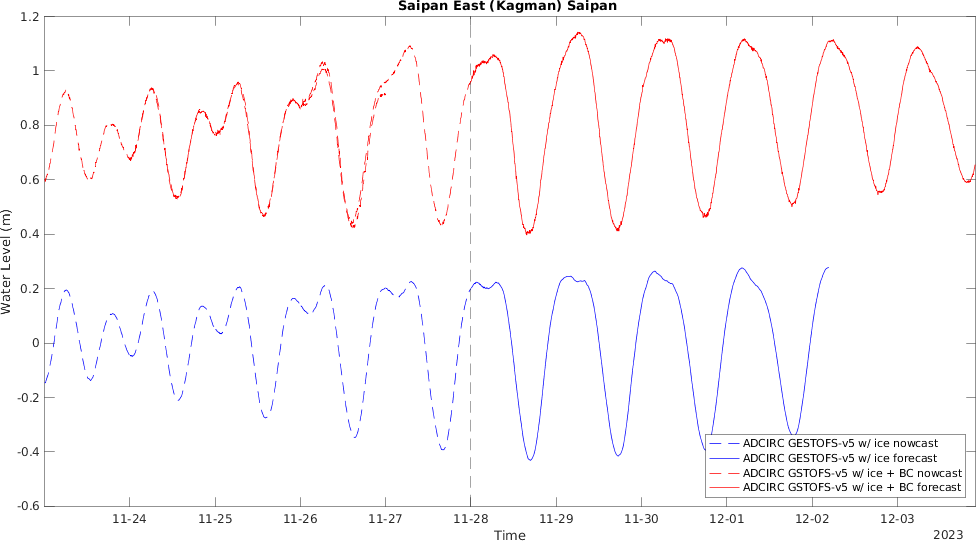 Saipan East (Kagman) Saipan
Water Level (m)
1.2
1
0.8
0.6
0.4
0.2
0
-0.2
-0.4
-0.6
ADCIRC GESTOFS-v5 w/ ice nowcast
ADCIRC GESTOFS-v5 w/ ice forecast
ADCIRC GSTOFS-v5 w/ ice + BC nowcast
ADCIRC GSTOFS-v5 w/ ice + BC forecast
11-24 11-25 11-26 11-27 11-28 11-29 11-30 12-01 12-02 12-03
Time
2023